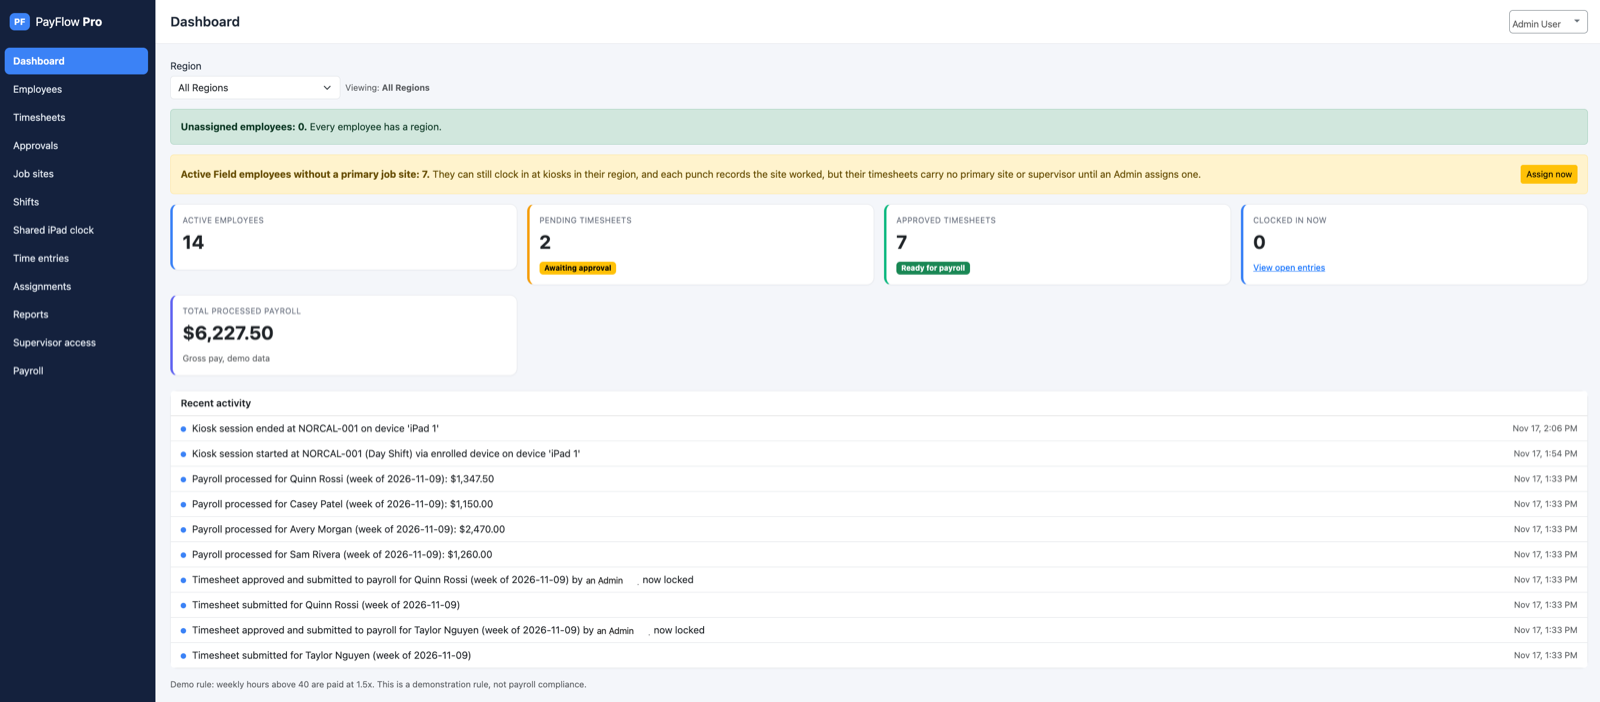 PF PayFlow Pro
Dashboard
Employees
Timesheets
Approvals
Job sites
Shifts
Shared iPad clock
Time entries
Assignments
Reports
Supervisor access
Payroll
Dashboard
Admin User
Region
All Regions
Viewing: All Regions
Unassigned employees: 0. Every employee has a region.
Active Field employees without a primary job site: 7. They can still clock in at kiosks in their region, and each punch records the site worked, but their timesheets carry no primary site or supervisor until an Admin assigns one.
Assign now
ACTIVE EMPLOYEES
14
PENDING TIMESHEETS
2
Awaiting approval
APPROVED TIMESHEETS
7
Ready for payroll
CLOCKED IN NOW
0
View open entries
TOTAL PROCESSED PAYROLL
$6,227.50
Gross pay, demo data
Recent activity
Kiosk session ended at NORCAL-001 on device 'iPad 1' Nov 17, 2:06 PM
Kiosk session started at NORCAL-001 (Day Shift) via enrolled device on device 'iPad 1' Nov 17, 1:54 PM
Payroll processed for Quinn Rossi (week of 2026-11-09): $1,347.50 Nov 17, 1:33 PM
Payroll processed for Casey Patel (week of 2026-11-09): $1,150.00 Nov 17, 1:33 PM
Payroll processed for Avery Morgan (week of 2026-11-09): $2,470.00 Nov 17, 1:33 PM
Payroll processed for Sam Rivera (week of 2026-11-09): $1,260.00 Nov 17, 1:33 PM
Timesheet approved and submitted to payroll for Quinn Rossi (week of 2026-11-09) by an Admin , now locked Nov 17, 1:33 PM
Timesheet submitted for Quinn Rossi (week of 2026-11-09) Nov 17, 1:33 PM
Timesheet approved and submitted to payroll for Taylor Nguyen (week of 2026-11-09) by an Admin , now locked Nov 17, 1:33 PM
Timesheet submitted for Taylor Nguyen (week of 2026-11-09) Nov 17, 1:33 PM
Demo rule: weekly hours above 40 are paid at 1.5x. This is a demonstration rule, not payroll compliance.